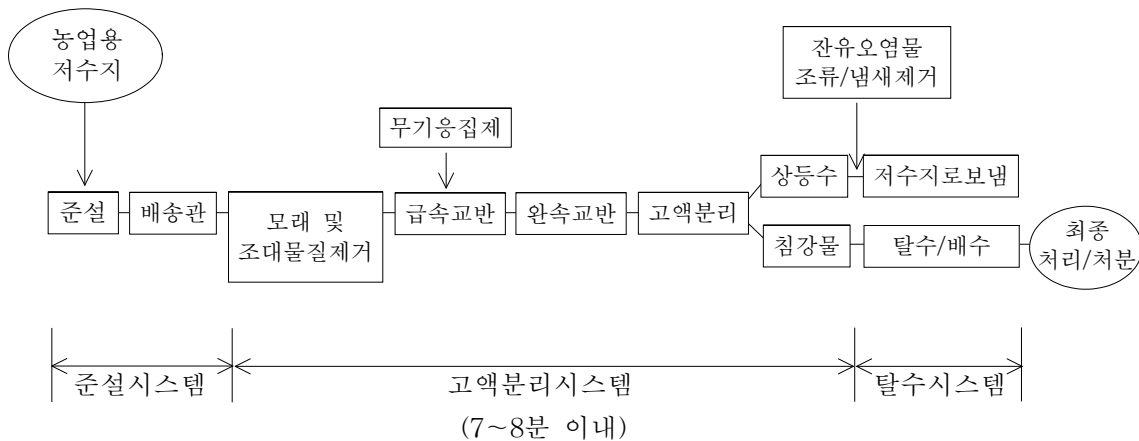 농업용
저수지
잔유오염물
조류/냄새제거
무기응집제
준설
배송관
모래 및
조대물질제거
급속교반
완속교반
고액분리
상등수
저수지로보냄
침강물
탈수/배수
최종
처리/처분
준설시스템
고액분리시스템
탈수시스템
(7~8분 이내)